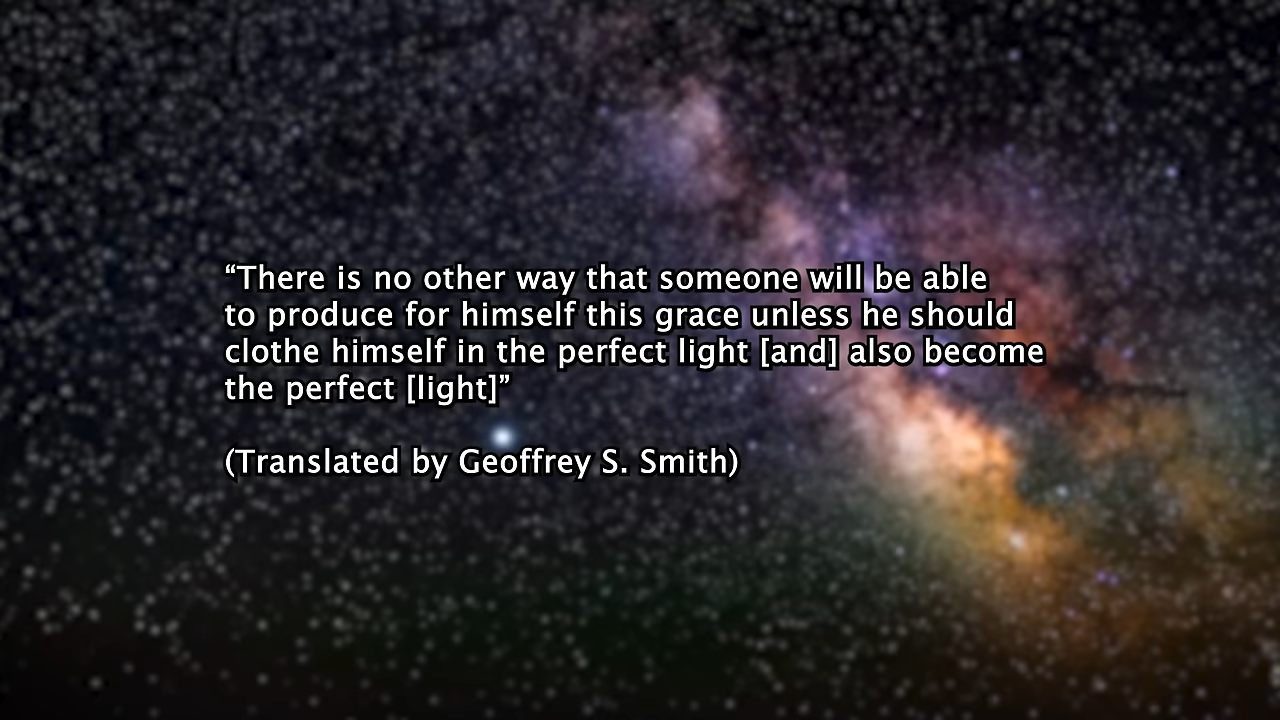 “There is no other way that someone will be able
to produce for himself this grace unless he should
clothe himself in the perfect light [and] also become
the perfect [light]”
(Translated by Geoffrey S. Smith)